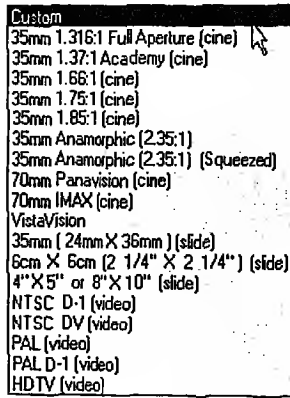 Custom
35mm 1.316:1 Full Aperture (cine)
35mm 1.37:1 Academy (cine)
35mm 1.66:1 (cine)
35mm 1.75:1 (cine)
35mm 1.85:1 (cine)
35mm Anamorphic (2.35:1)
35mm Anamorphic (2.35:1) (Squeezed)
70mm Panavision (cine)
70mm IMAX (cine)
VistaVision
35mm ( 24mm X 36mm ) (slide)
6cm X 6cm (2 1/4" X 2 1/4" ) (slide)
4" X 5" or 8" X 10" (slide)
NTSC D-1 (video)
NTSC DV (video)
PAL (video)
PAL D-1 (video)
HDTV (video)